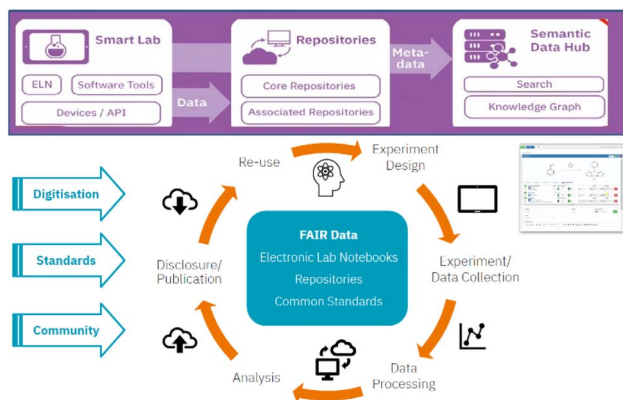 Smart Lab
ELN
Software Tools
Devices / API
Data
Repositories
Core Repositories
Associated Repositories
Meta-
data
Semantic
Data Hub
Search
Knowledge Graph
Digitisation
Standards
Community
Re-use
Experiment
Design
Experiment/
Data Collection
Data
Processing
Analysis
Disclosure/
Publication
FAIR Data
Electronic Lab Notebooks
Repositories
Common Standards